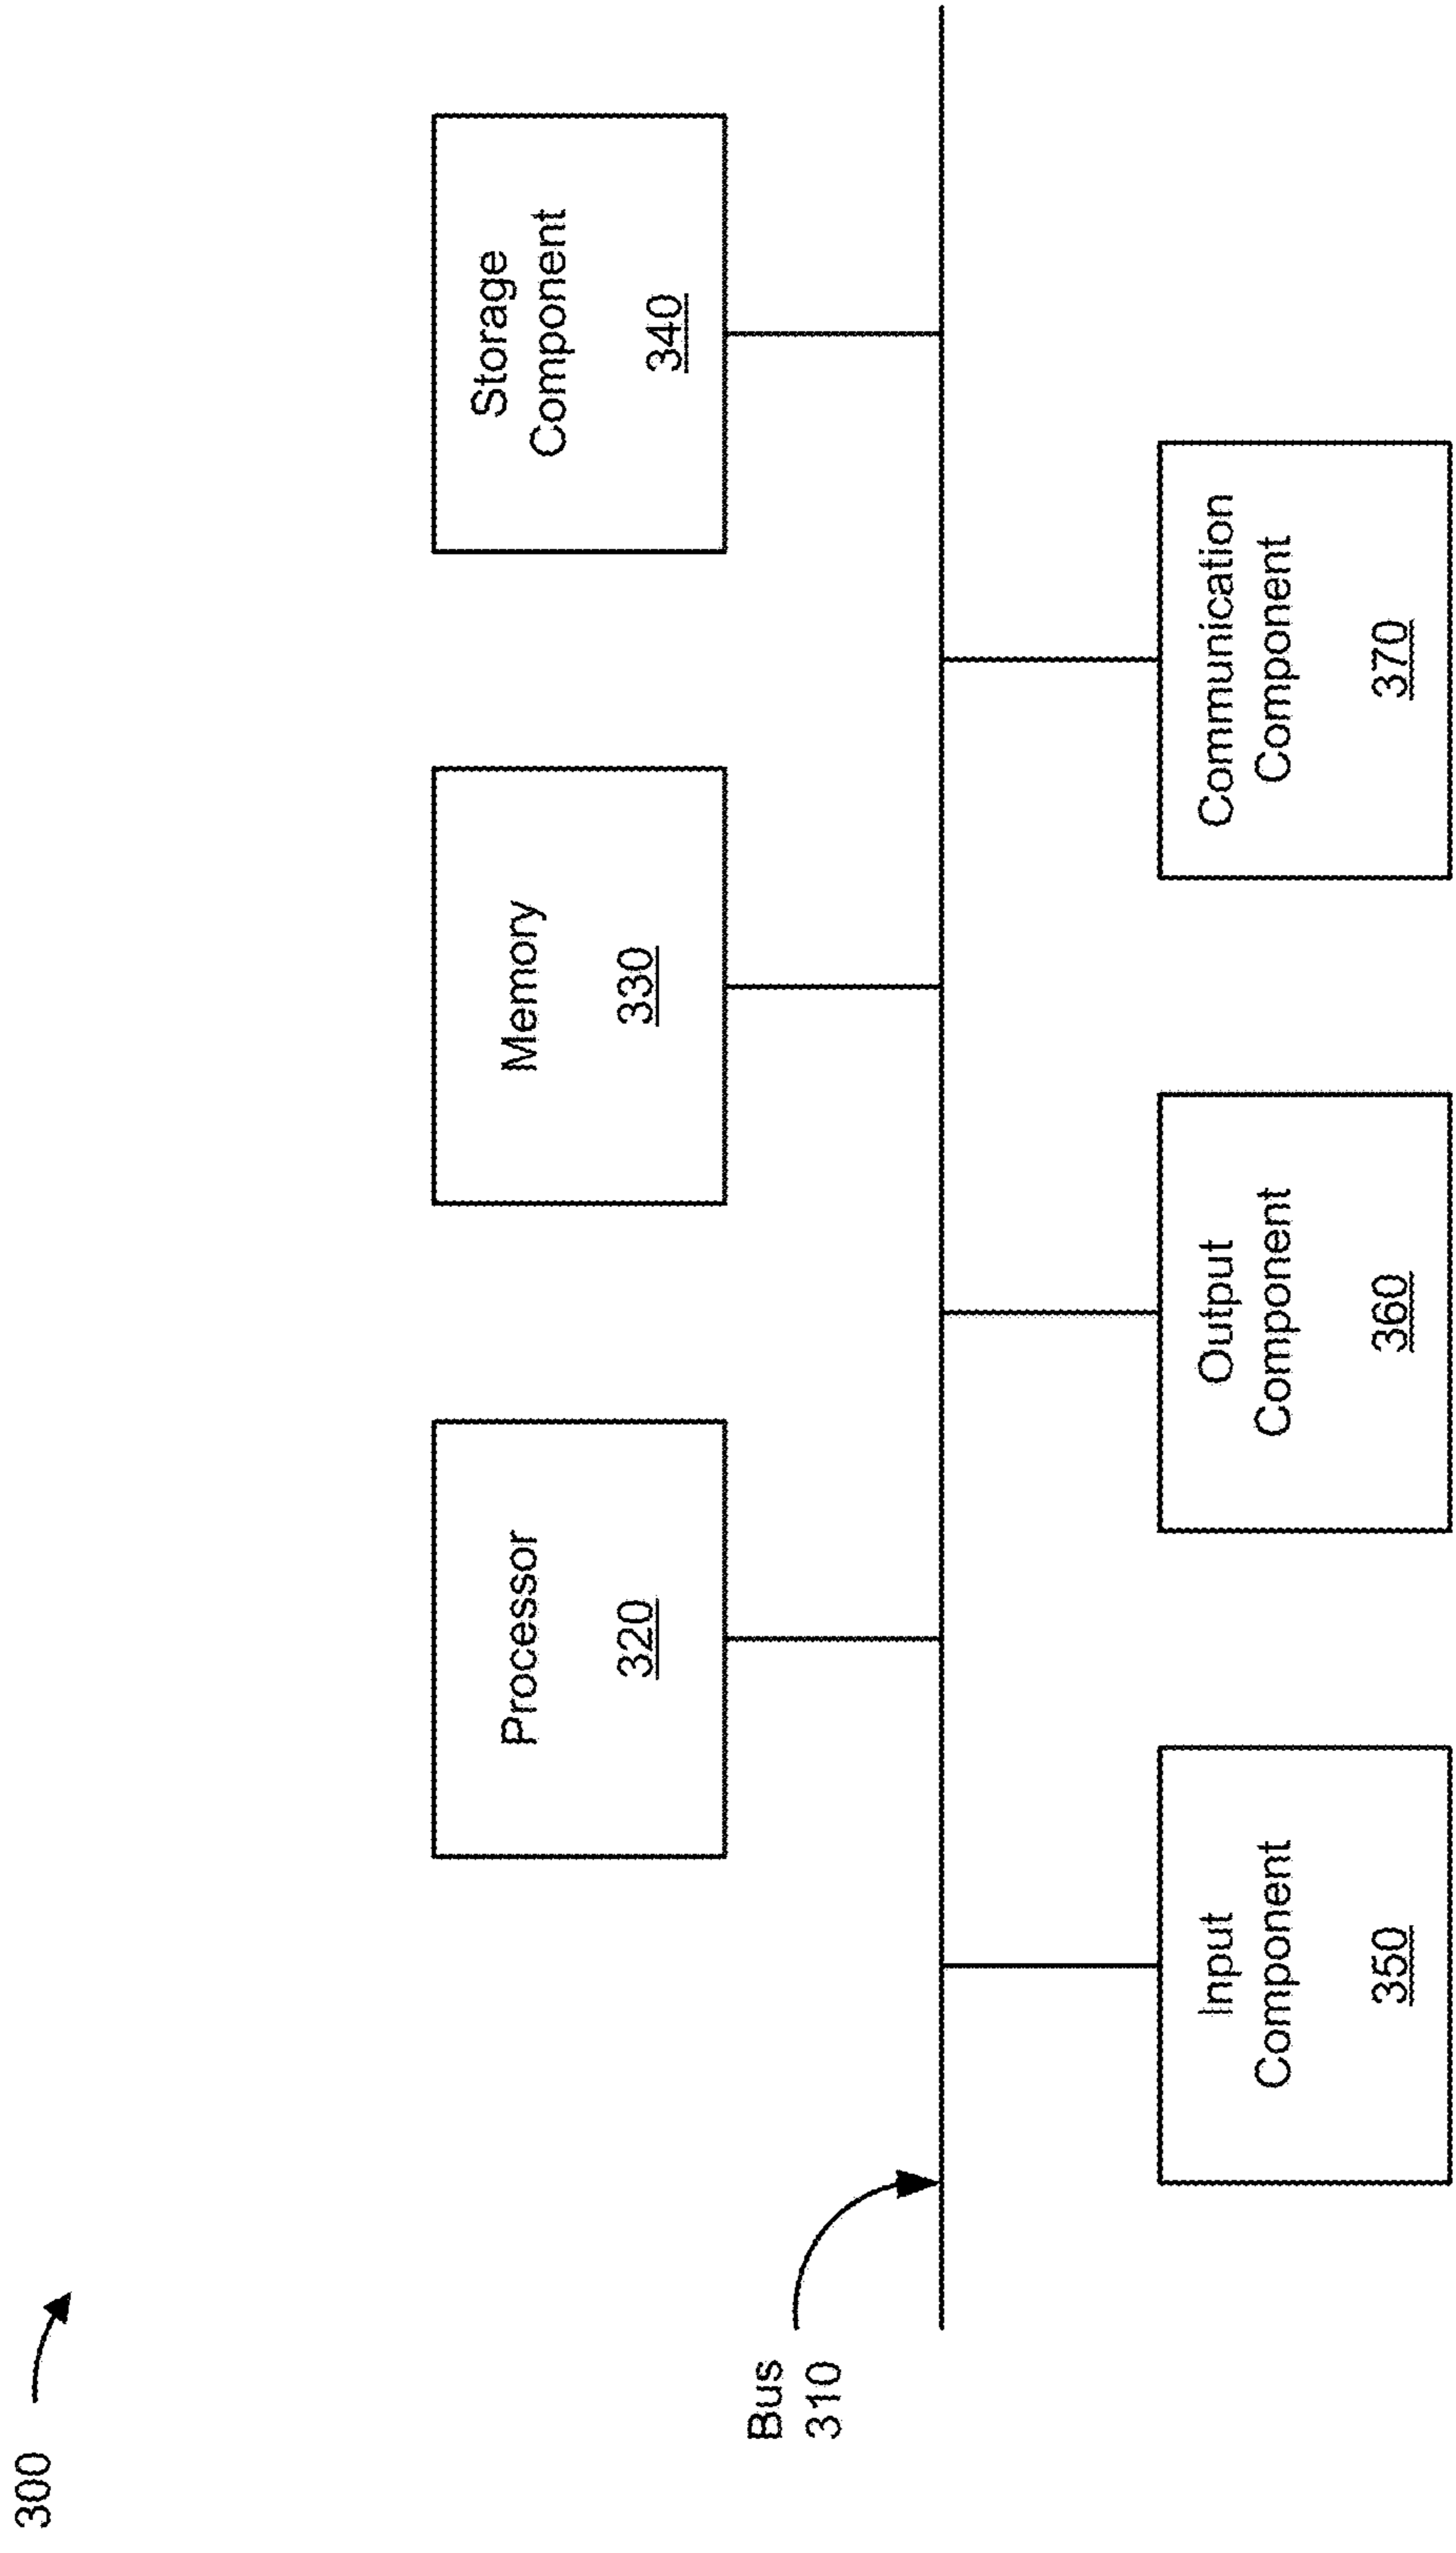 300
Bus
310
Processor
320
Memory
330
Storage
Component
340
Input
Component
350
Output
Component
360
Communication
Component
370